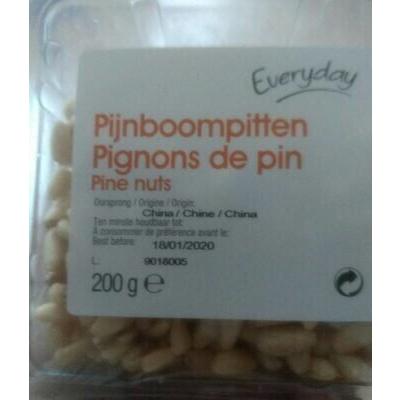 Everyday
Pijnboompitten
Pignons de pin
Pine nuts
Oorsprong / Origine / Origin:
China / Chine / China
Ten minste houdbaar tot:
A consommer de préférence avant le:
Best before: 18/01/2020
L: 9018005
200 g ℮